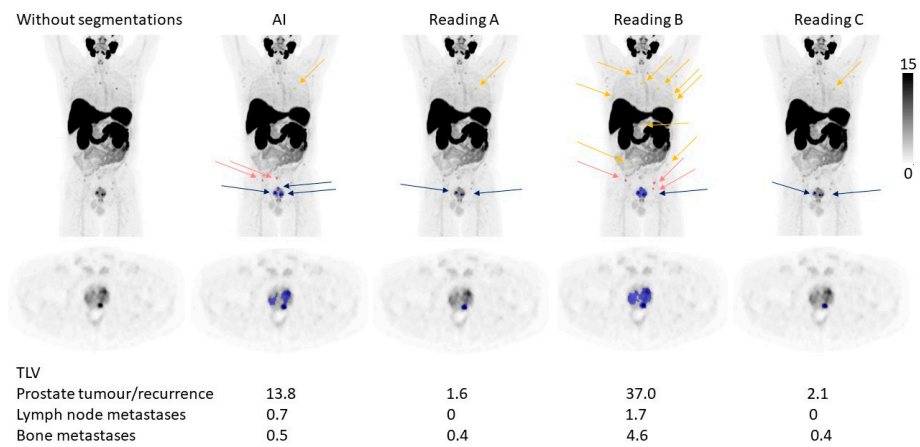 Without segmentations AI Reading A Reading B Reading C
15
0
TLV
Prostate tumour/recurrence 13.8 1.6 37.0 2.1
Lymph node metastases 0.7 0 1.7 0
Bone metastases 0.5 0.4 4.6 0.4